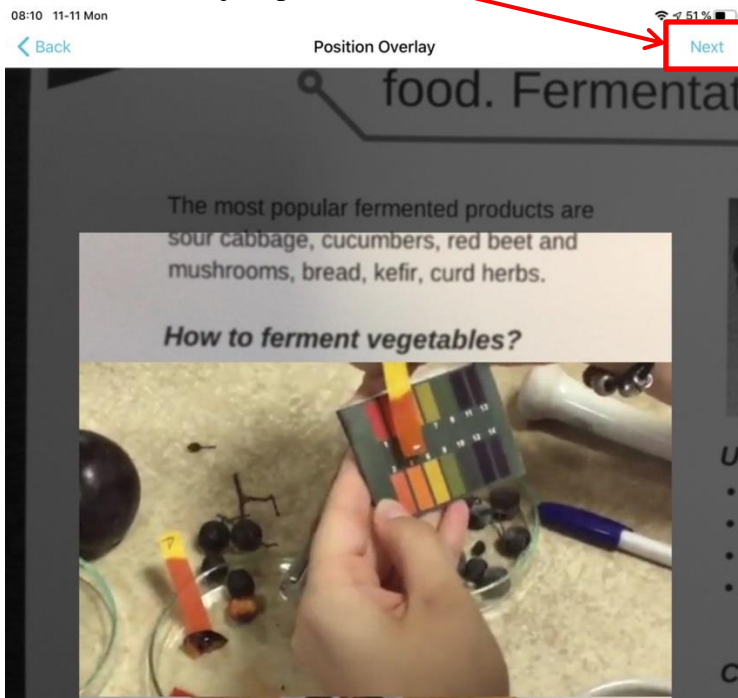 08:10 11-11 Mon
51 %
Back
Position Overlay
Next
food. Fermentat
The most popular fermented products are
sour cabbage, cucumbers, red beet and
mushrooms, bread, kefir, curd herbs.
How to ferment vegetables?
U
C